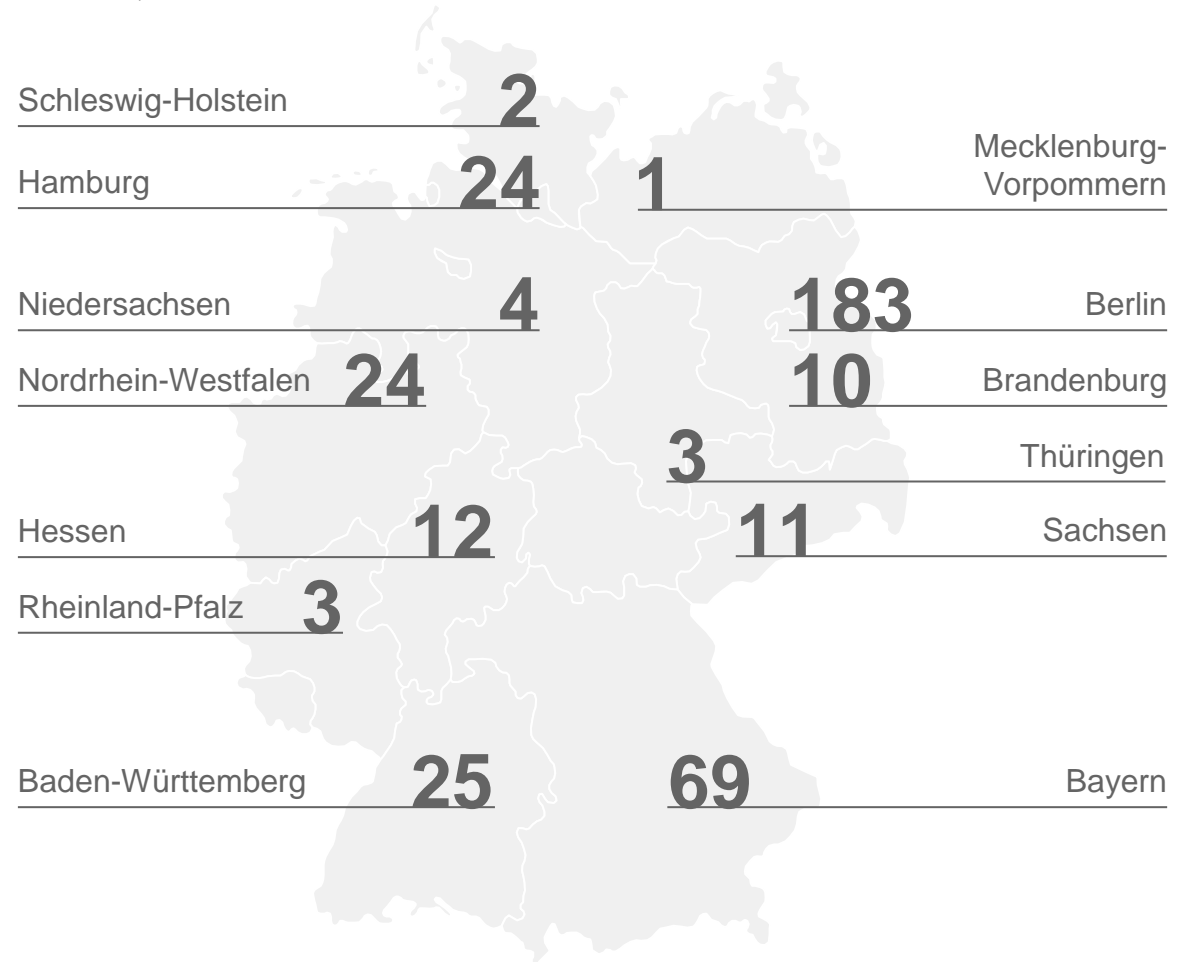 Schleswig-Holstein 2
Hamburg 24
1 Mecklenburg-
Vorpommern
Niedersachsen 4
183 Berlin
Nordrhein-Westfalen 24
10 Brandenburg
3 Thüringen
Hessen 12
11 Sachsen
Rheinland-Pfalz 3
Baden-Württemberg 25
69 Bayern